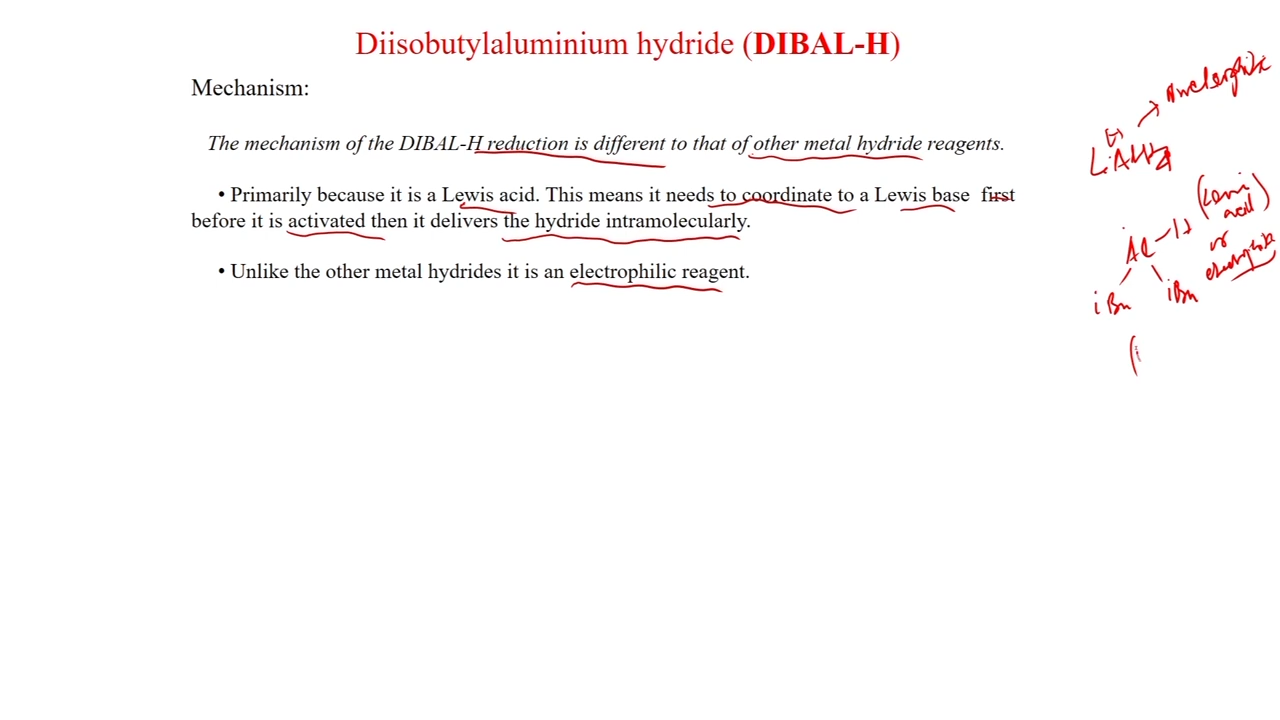 Diisobutylaluminium hydride (DIBAL-H)
Mechanism:
The mechanism of the DIBAL-H reduction is different to that of other metal hydride reagents.
• Primarily because it is a Lewis acid. This means it needs to coordinate to a Lewis base first
before it is activated then it delivers the hydride intramolecularly.
• Unlike the other metal hydrides it is an electrophilic reagent.
→ Nucleophile
LiAlH4
(Lewis
acid)
Al-H
or
electrophile
iBu iBu